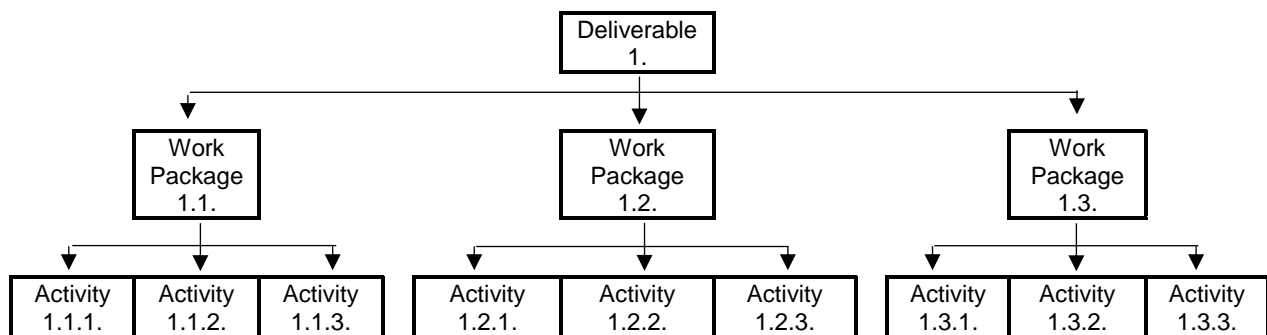 Deliverable
1.
Work
Package
1.1.
Work
Package
1.2.
Work
Package
1.3.
Activity
1.1.1.
Activity
1.1.2.
Activity
1.1.3.
Activity
1.2.1.
Activity
1.2.2.
Activity
1.2.3.
Activity
1.3.1.
Activity
1.3.2.
Activity
1.3.3.